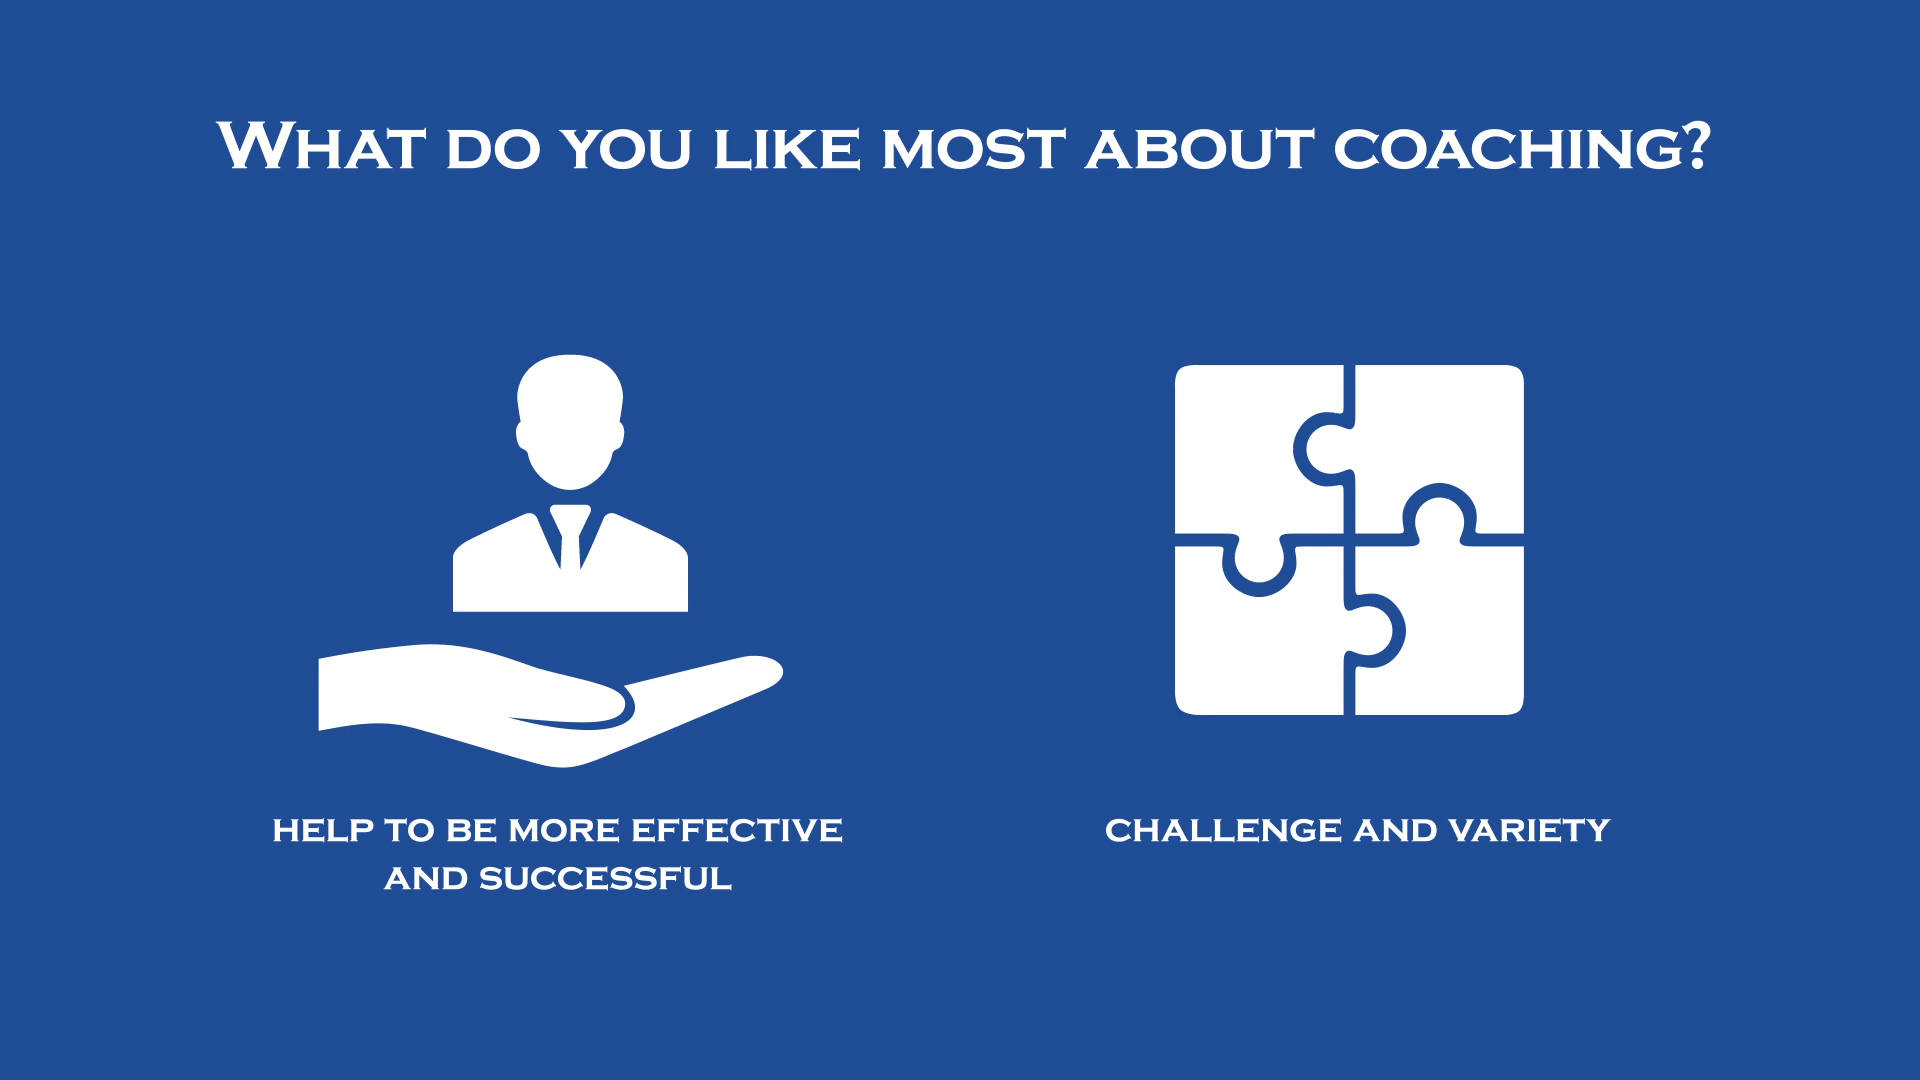 What do you like most about coaching?
help to be more effective
and successful
challenge and variety